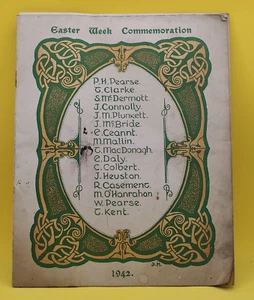 Easter Week Commemoration
P.H. Pearse.
T. Clarke.
S. McDermott.
J. Connolly.
J. M. Plunkett.
J. McBride.
E. Ceannt.
M. Mallin.
T. MacDonagh.
E. Daly.
C. Colbert.
J. Heuston.
R. Casement.
M. O'Hanrahan
W. Pearse.
T. Kent.
1942.